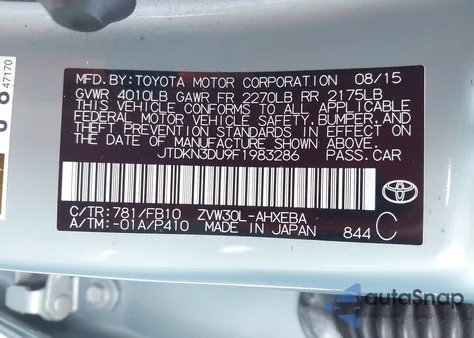 MFD.BY:TOYOTA MOTOR CORPORATION 08/15
GVWR 4010LB GAWR FR 2270LB RR 2175LB
THIS VEHICLE CONFORMS TO ALL APPLICABLE
FEDERAL MOTOR VEHICLE SAFETY, BUMPER, AND
THEFT PREVENTION STANDARDS IN EFFECT ON
THE DATE OF MANUFACTURE SHOWN ABOVE.
JTDKN3DU9F1983286 PASS.CAR
C/TR:781/FB10 ZVW30L-AHXEBA
A/TM:-01A/P410 MADE IN JAPAN 844 C
47170
autoSnap